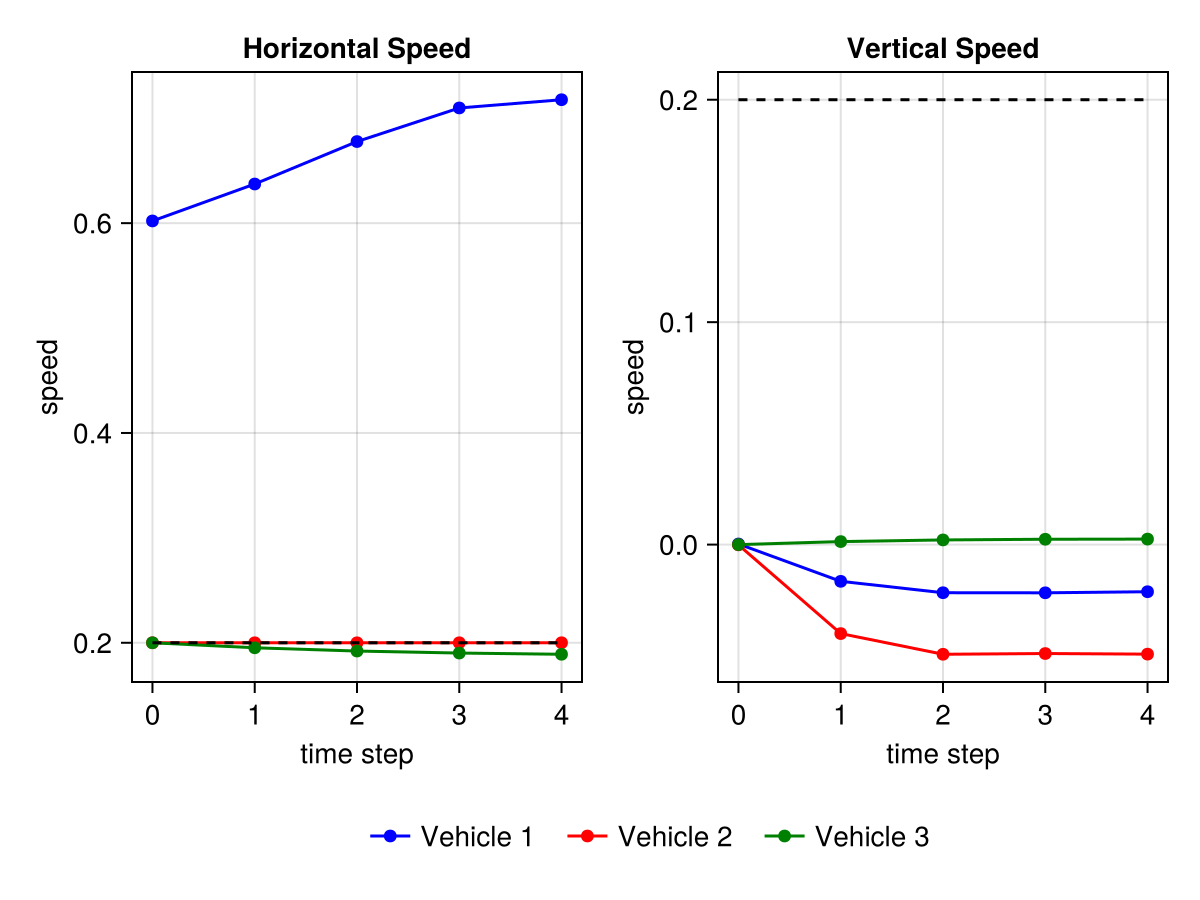 Horizontal Speed
speed
0.6
0.4
0.2
0 1 2 3 4
time step
Vertical Speed
speed
0.2
0.1
0.0
0 1 2 3 4
time step
Vehicle 1 Vehicle 2 Vehicle 3